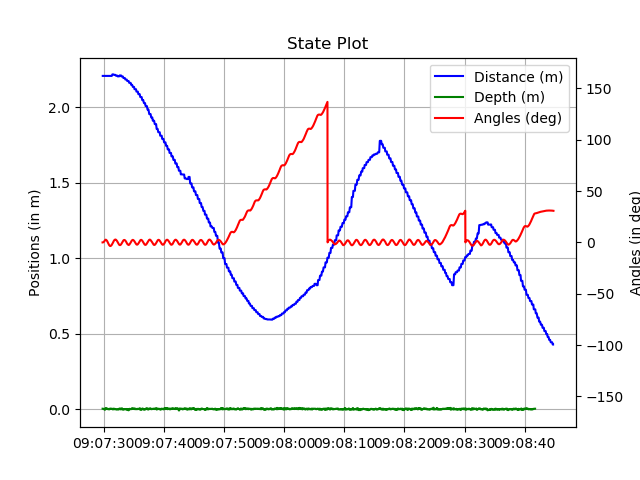 State Plot
Distance (m)
Depth (m)
Angles (deg)
Positions (in m)
2.0
1.5
1.0
0.5
0.0
150
100
50
0
−50
−100
−150
Angles (in deg)
09:07:30 09:07:40 09:07:50 09:08:00 09:08:10 09:08:20 09:08:30 09:08:40